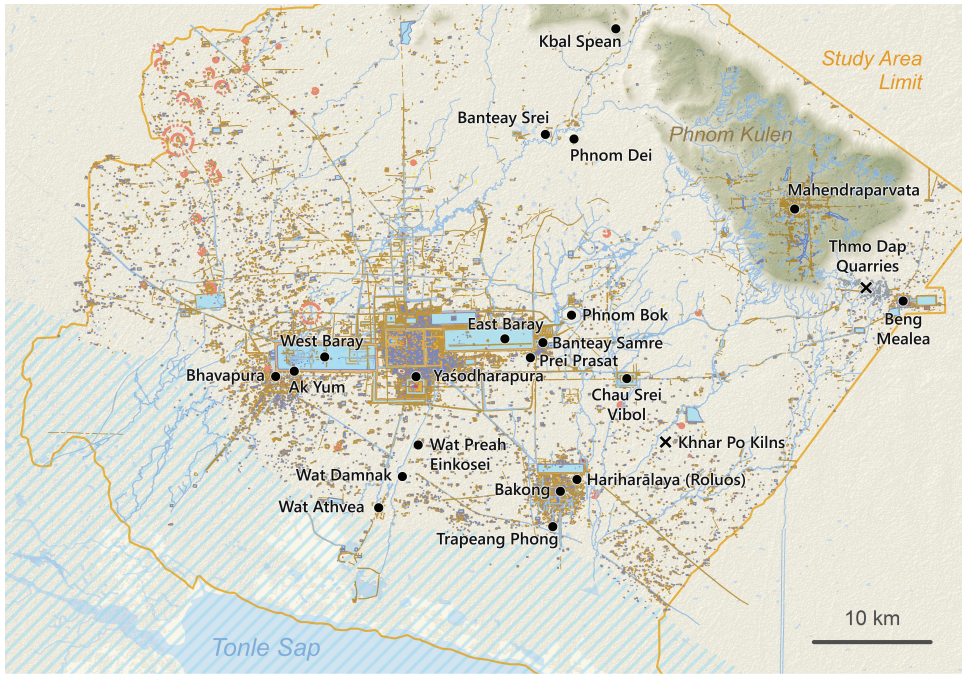 Kbal Spean
Study Area
Limit
Banteay Srei
Phnom Kulen
Phnom Dei
Mahendraparvata
Thmo Dap
Quarries
Phnom Bok
East Baray
Beng
Mealea
West Baray
Banteay Samre
Prei Prasat
Bhavapura
Yaśodharapura
Ak Yum
Chau Srei
Vibol
Wat Preah
Einkosei
Khnar Po Kilns
Wat Damnak
Hariharālaya (Roluos)
Bakong
Wat Athvea
Trapeang Phong
10 km
Tonle Sap